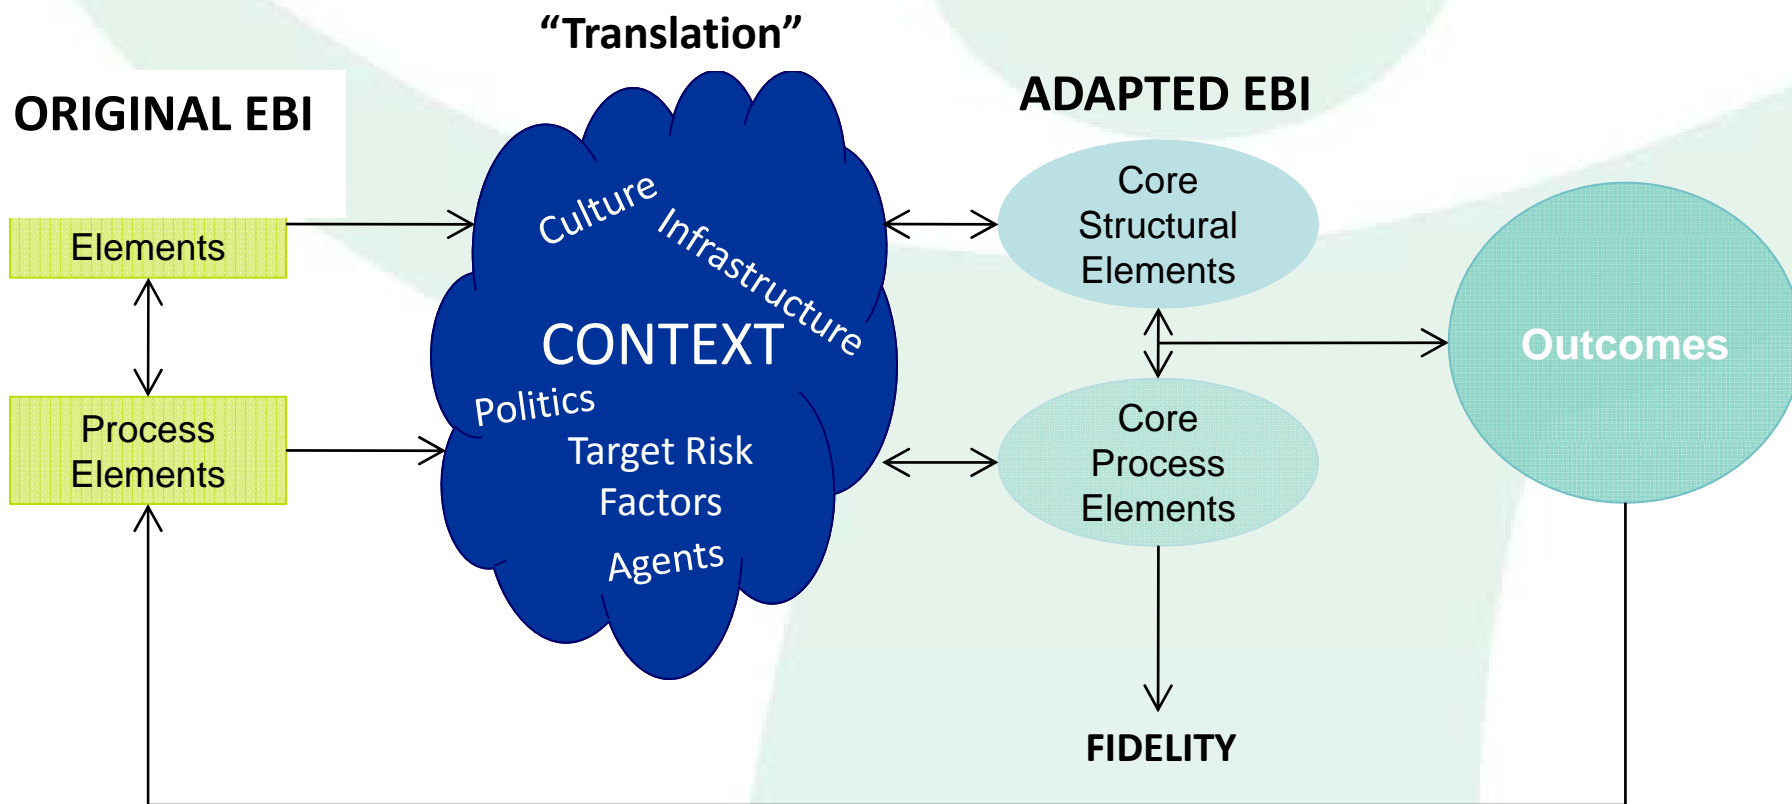 “Translation”
ORIGINAL EBI
ADAPTED EBI
Elements
Process
Elements
Culture
Infrastructure
CONTEXT
Politics
Target Risk
Factors
Agents
Core
Structural
Elements
Core
Process
Elements
Outcomes
FIDELITY